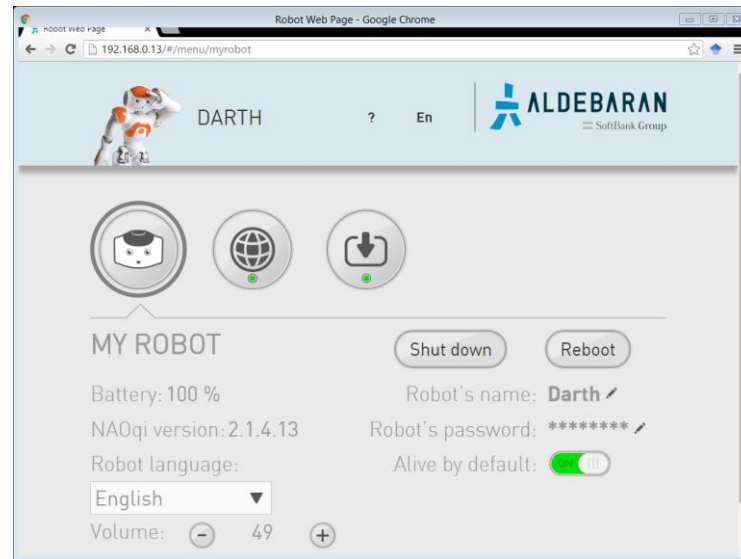 Robot Web Page - Google Chrome
Robot Web Page x
192.168.0.13/#/menu/myrobot
DARTH ? En ALDEBARAN
SoftBank Group
MY ROBOT Shut down Reboot
Battery: 100 % Robot's name: Darth
NAOqi version: 2.1.4.13 Robot's password: ********
Robot language: Alive by default: ON
English
Volume: - 49 +